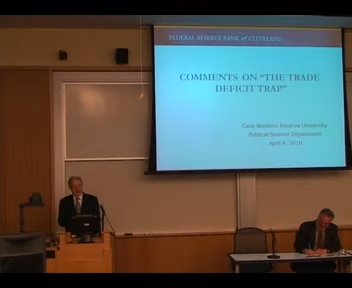 FEDERAL RESERVE BANK of CLEVELAND
COMMENTS ON "THE TRADE
DEFICIT TRAP"
Case Western Reserve University
Political Science Department
April 9, 2010